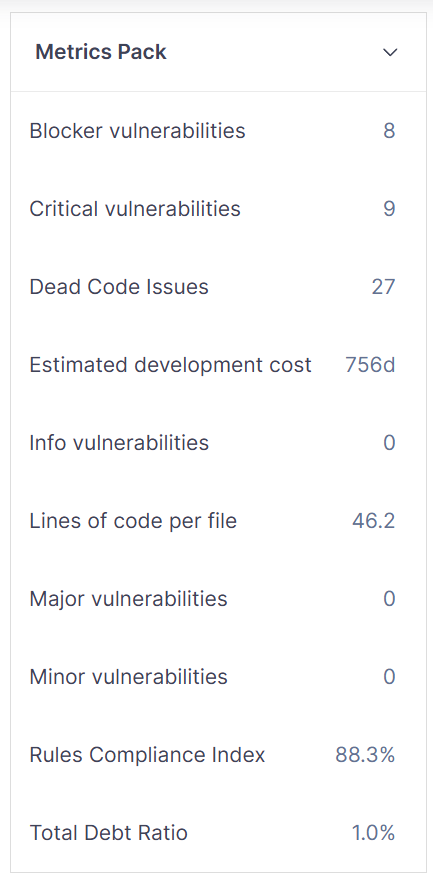 Metrics Pack
Blocker vulnerabilities 8
Critical vulnerabilities 9
Dead Code Issues 27
Estimated development cost 756d
Info vulnerabilities 0
Lines of code per file 46.2
Major vulnerabilities 0
Minor vulnerabilities 0
Rules Compliance Index 88.3%
Total Debt Ratio 1.0%